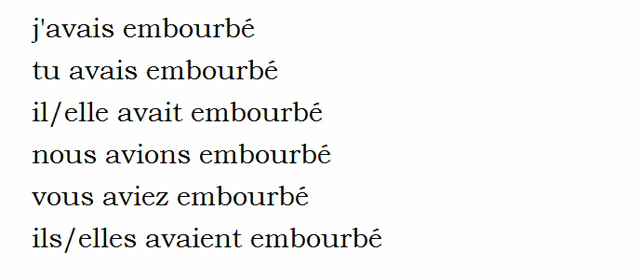 j'avais embourbé
tu avais embourbé
il/elle avait embourbé
nous avions embourbé
vous aviez embourbé
ils/elles avaient embourbé